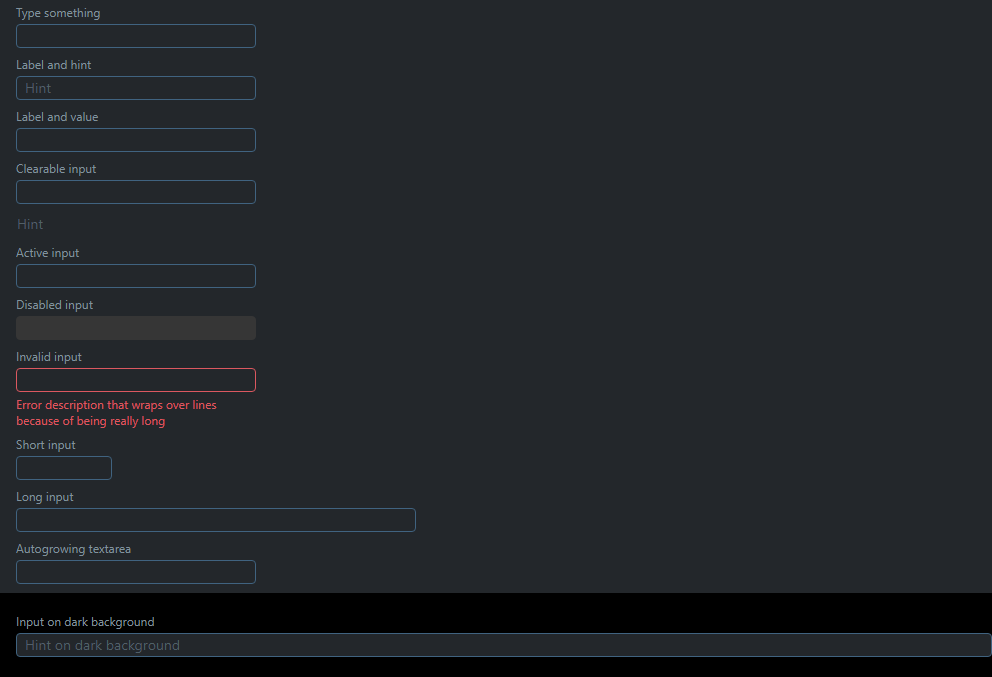 Type something
Label and hint
Hint
Label and value
Clearable input
Hint
Active input
Disabled input
Invalid input
Error description that wraps over lines
because of being really long
Short input
Long input
Autogrowing textarea
Input on dark background
Hint on dark background